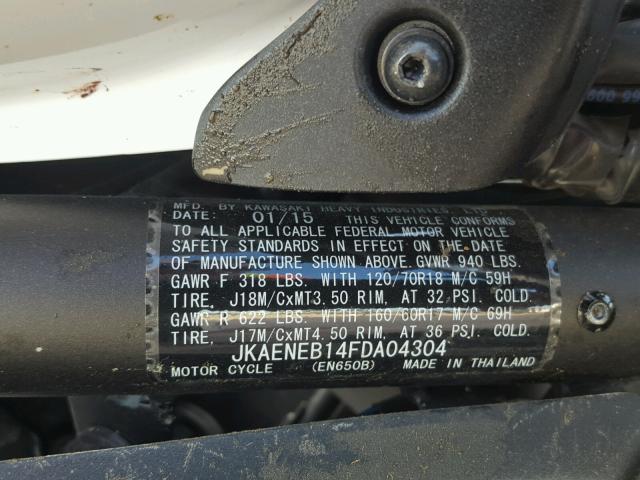 000 99
MFD. BY KAWASAKI HEAVY INDUSTRIES, LTD
DATE: 01/15 THIS VEHICLE CONFORMS
TO ALL APPLICABLE FEDERAL MOTOR VEHICLE
SAFETY STANDARDS IN EFFECT ON THE DATE
OF MANUFACTURE SHOWN ABOVE. GVWR 940 LBS.
GAWR F 318 LBS. WITH 120/70R18 M/C 59H
TIRE, J18M/CxMT3.50 RIM, AT 32 PSI. COLD.
GAWR R 622 LBS. WITH 160/60R17 M/C 69H
TIRE, J17M/CxMT4.50 RIM, AT 36 PSI. COLD.
JKAENEB14FDA04304
MOTOR CYCLE (EN650B) MADE IN THAILAND